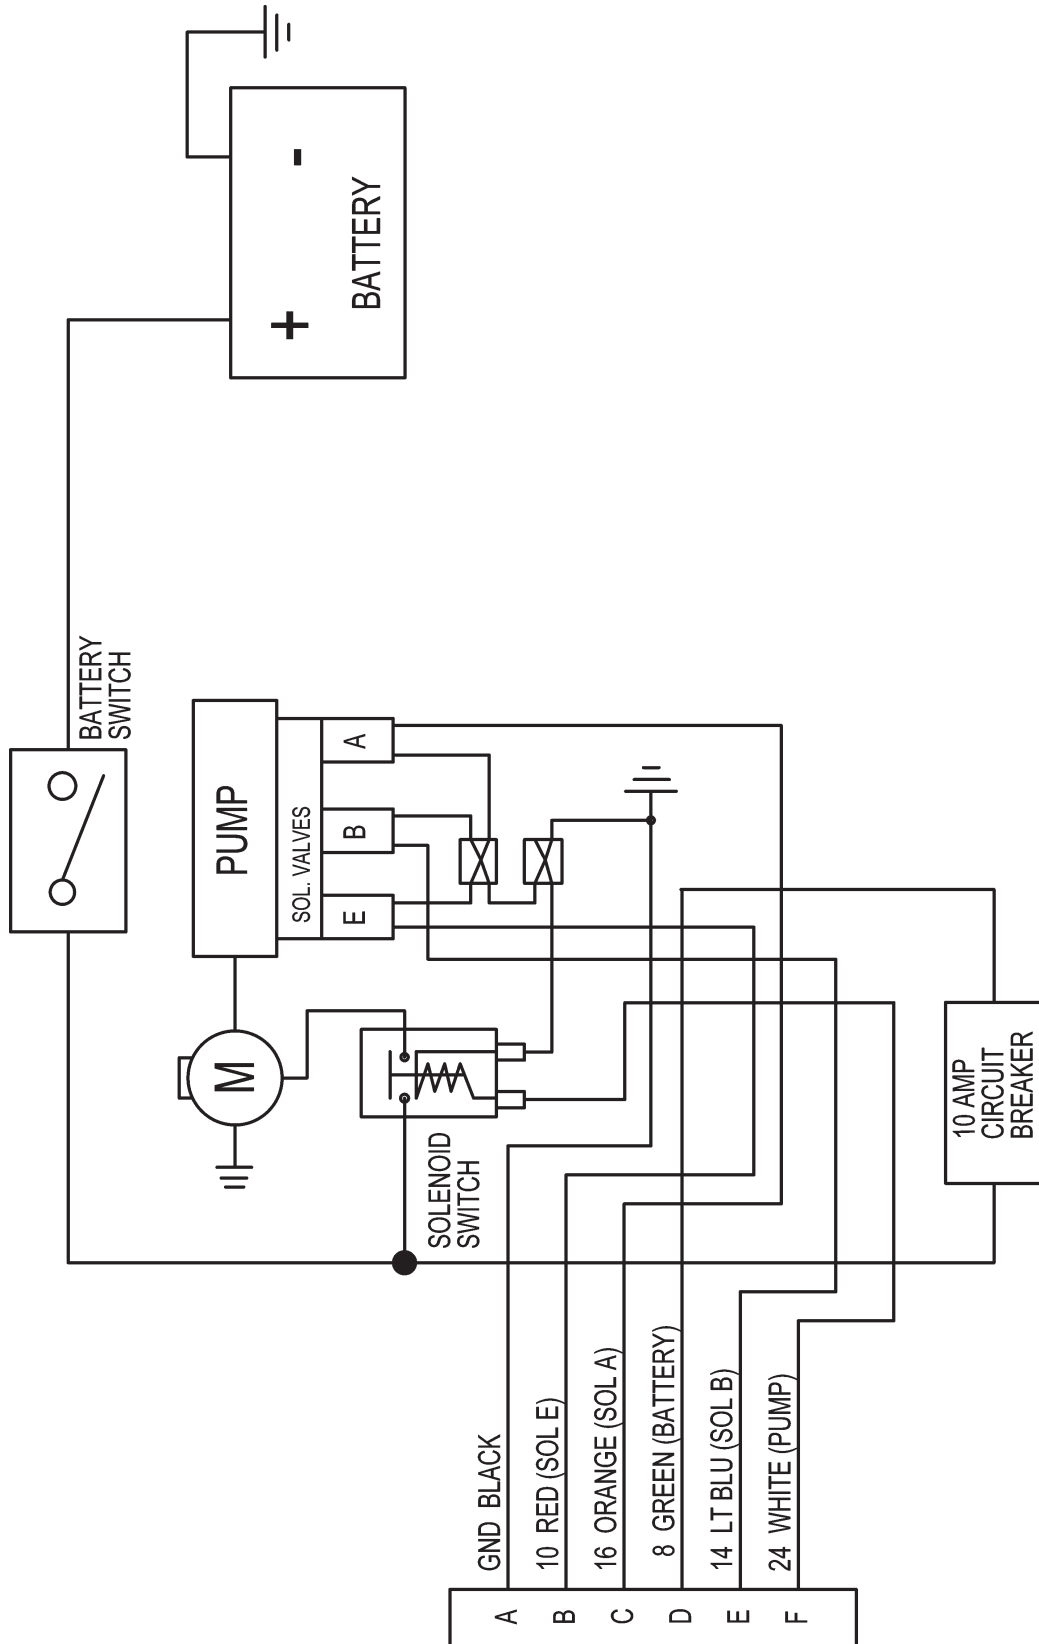 -
+
BATTERY
BATTERY
SWITCH
PUMP
SOL. VALVES
A
B
E
M
SOLENOID
SWITCH
10 AMP
CIRCUIT
BREAKER
GND BLACK
10 RED (SOL E)
16 ORANGE (SOL A)
8 GREEN (BATTERY)
14 LT BLU (SOL B)
24 WHITE (PUMP)
A
B
C
D
E
F